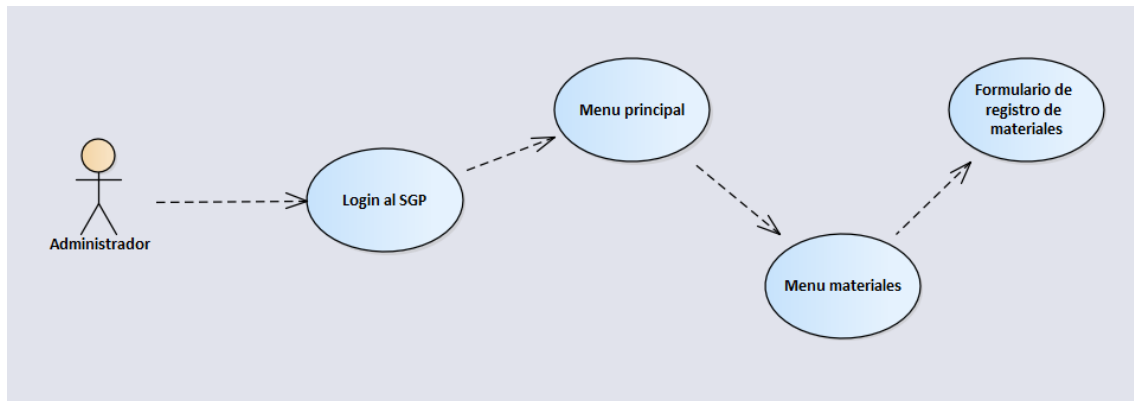 Administrador
Login al SGP
Menu principal
Menu materiales
Formulario de
registro de
materiales